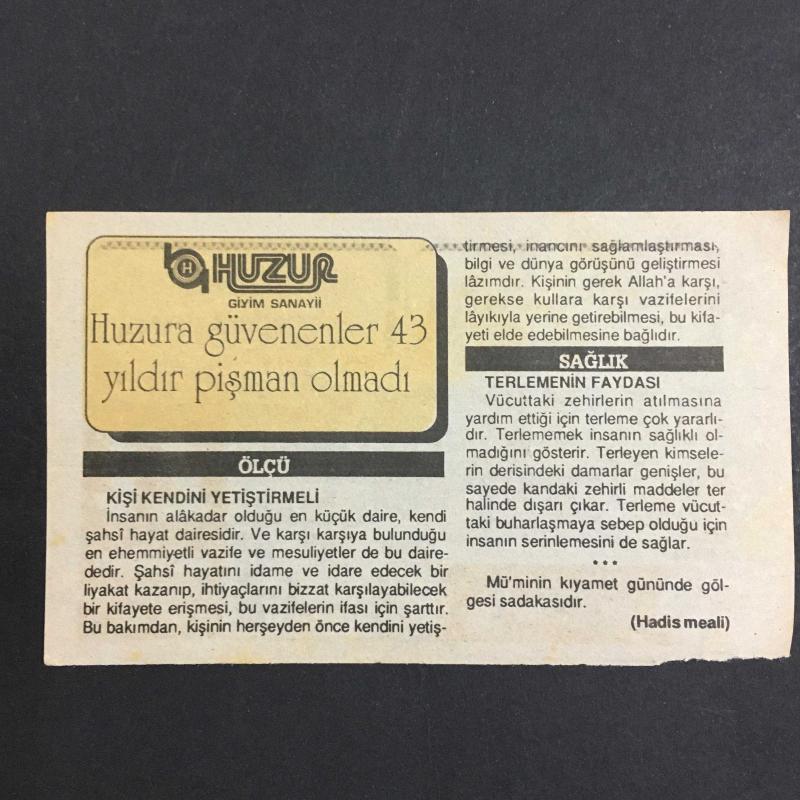 HUZUR
GİYİM SANAYİİ
Huzura güvenenler 43
yıldır pişman olmadı
ÖLÇÜ
KİŞİ KENDİNİ YETİŞTİRMELİ
İnsanın alâkadar olduğu en küçük daire, kendi
şahsî hayat dairesidir. Ve karşı karşıya bulunduğu
en ehemmiyetli vazife ve mesuliyetler de bu daire-
dedir. Şahsî hayatını idame ve idare edecek bir
liyakat kazanıp, ihtiyaçlarını bizzat karşılayabilecek
bir kifayete erişmesi, bu vazifelerin ifası için şarttır.
Bu bakımdan, kişinin herşeyden önce kendini yetiş-
tirmesi, inancını sağlamlaştırması,
bilgi ve dünya görüşünü geliştirmesi
lâzımdır. Kişinin gerek Allah'a karşı,
gerekse kullara karşı vazifelerini
lâyıkıyla yerine getirebilmesi, bu kifa-
yeti elde edebilmesine bağlıdır.
SAĞLIK
TERLEMENİN FAYDASI
Vücuttaki zehirlerin atılmasına
yardım ettiği için terleme çok yararlı-
dır. Terlememek insanın sağlıklı ol-
madığını gösterir. Terleyen kimsele-
rin derisindeki damarlar genişler, bu
sayede kandaki zehirli maddeler ter
halinde dışarı çıkar. Terleme vücut-
taki buharlaşmaya sebep olduğu için
insanın serinlemesini de sağlar.
***
Mü'minin kıyamet gününde göl-
gesi sadakasıdır.
(Hadis meali)